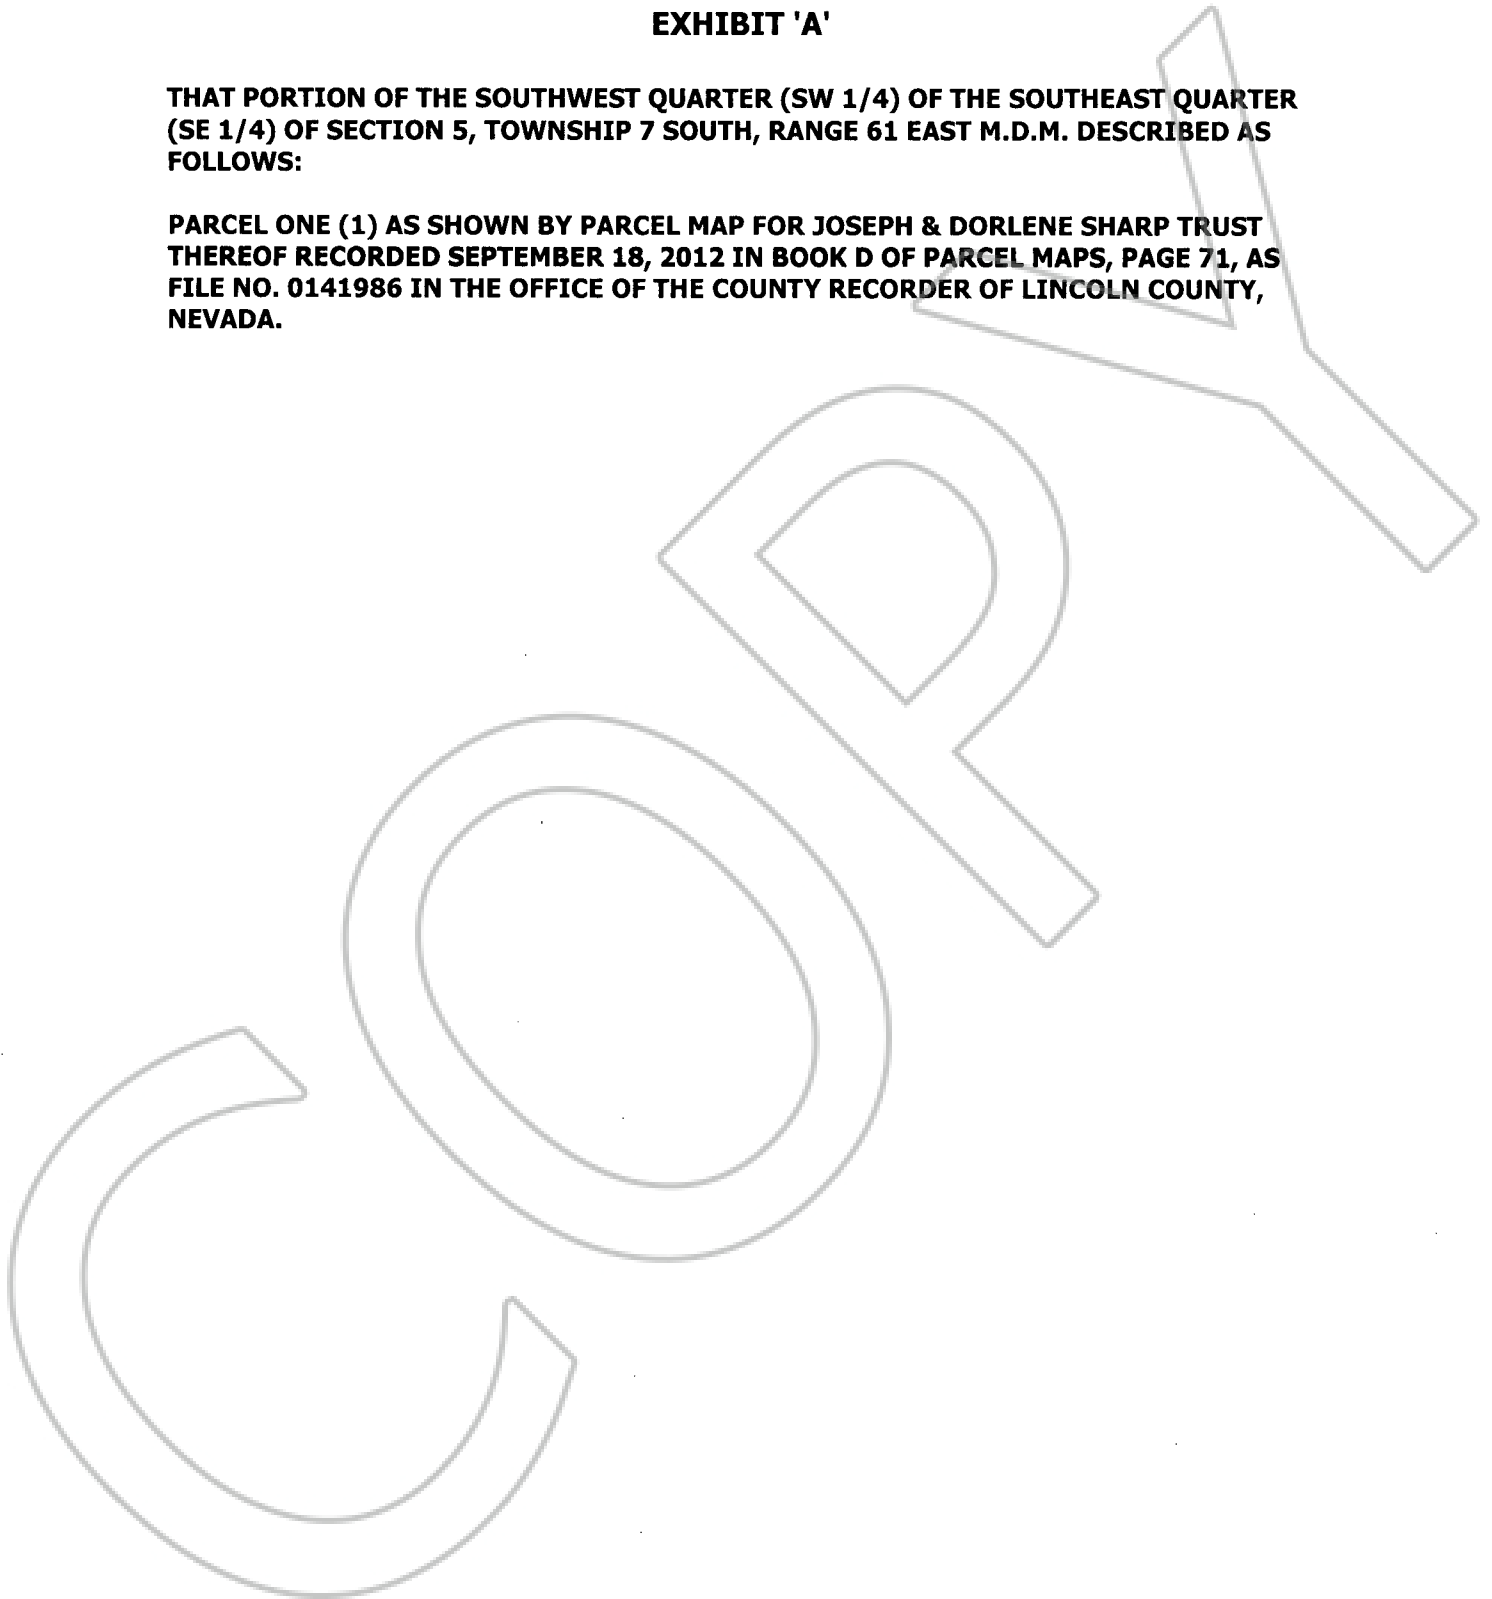 EXHIBIT 'A'
THAT PORTION OF THE SOUTHWEST QUARTER (SW 1/4) OF THE SOUTHEAST QUARTER
(SE 1/4) OF SECTION 5, TOWNSHIP 7 SOUTH, RANGE 61 EAST M.D.M. DESCRIBED AS
FOLLOWS:
PARCEL ONE (1) AS SHOWN BY PARCEL MAP FOR JOSEPH & DORLENE SHARP TRUST
THEREOF RECORDED SEPTEMBER 18, 2012 IN BOOK D OF PARCEL MAPS, PAGE 71, AS
FILE NO. 0141986 IN THE OFFICE OF THE COUNTY RECORDER OF LINCOLN COUNTY,
NEVADA.
COPY